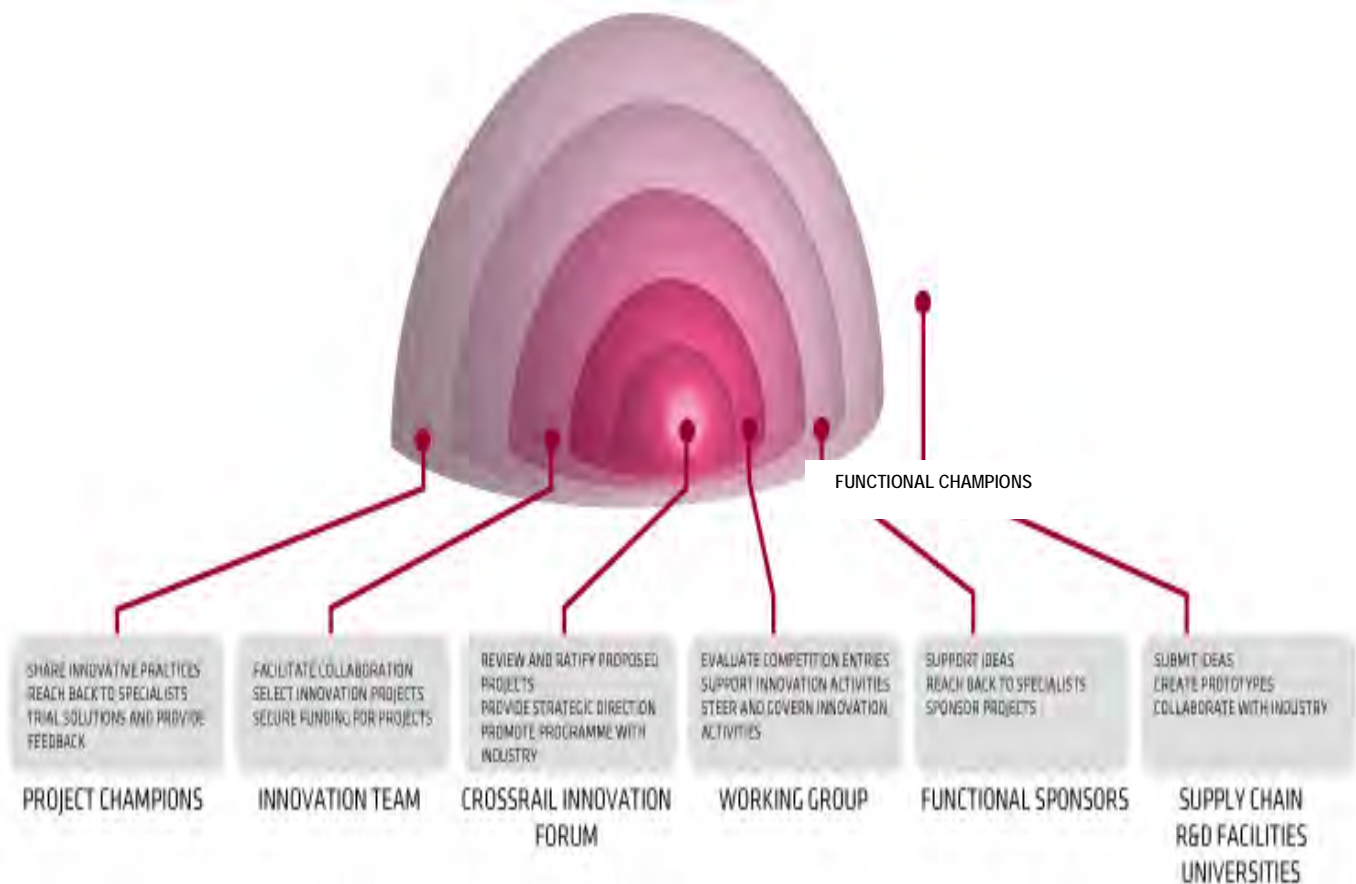 FUNCTIONAL CHAMPIONS
SHARE INNOVATIVE PRACTICES
REACH BACK TO SPECIALISTS
TRIAL SOLUTIONS AND PROVIDE
FEEDBACK
PROJECT CHAMPIONS
FACILITATE COLLABORATION
SELECT INNOVATION PROJECTS
SECURE FUNDING FOR PROJECTS
INNOVATION TEAM
REVIEW AND RATIFY PROPOSED
PROJECTS
PROVIDE STRATEGIC DIRECTION
PROMOTE PROGRAMME WITH
INDUSTRY
CROSSRAIL INNOVATION
FORUM
EVALUATE COMPETITION ENTRIES
SUPPORT INNOVATION ACTIVITIES
STEER AND GOVERN INNOVATION
ACTIVITIES
WORKING GROUP
SUPPORT IDEAS
REACH BACK TO SPECIALISTS
SPONSOR PROJECTS
FUNCTIONAL SPONSORS
SUBMIT IDEAS
CREATE PROTOTYPES
COLLABORATE WITH INDUSTRY
SUPPLY CHAIN
R&D FACILITIES
UNIVERSITIES